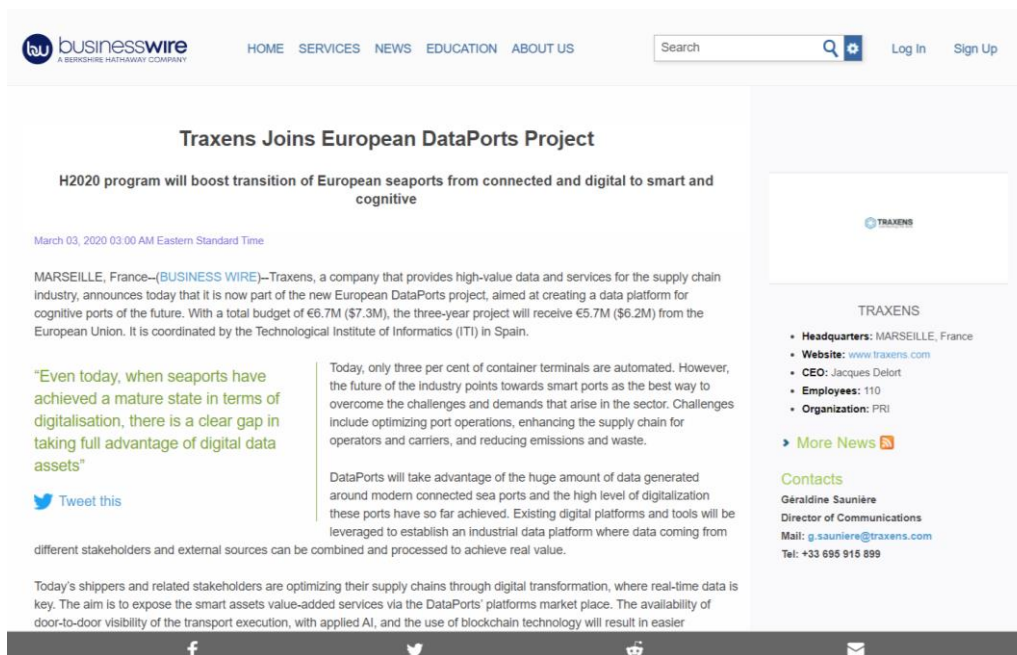 bw businesswire
A BERKSHIRE HATHAWAY COMPANY
HOME SERVICES NEWS EDUCATION ABOUT US
Search
Log In Sign Up
Traxens Joins European DataPorts Project
H2020 program will boost transition of European seaports from connected and digital to smart and
cognitive
March 03, 2020 03:00 AM Eastern Standard Time
MARSEILLE, France--(BUSINESS WIRE)--Traxens, a company that provides high-value data and services for the supply chain
industry, announces today that it is now part of the new European DataPorts project, aimed at creating a data platform for
cognitive ports of the future. With a total budget of €6.7M ($7.3M), the three-year project will receive €5.7M ($6.2M) from the
European Union. It is coordinated by the Technological Institute of Informatics (ITI) in Spain.
“Even today, when seaports have
achieved a mature state in terms of
digitalisation, there is a clear gap in
taking full advantage of digital data
assets”
Tweet this
Today, only three per cent of container terminals are automated. However,
the future of the industry points towards smart ports as the best way to
overcome the challenges and demands that arise in the sector. Challenges
include optimizing port operations, enhancing the supply chain for
operators and carriers, and reducing emissions and waste.
DataPorts will take advantage of the huge amount of data generated
around modern connected sea ports and the high level of digitalization
these ports have so far achieved. Existing digital platforms and tools will be
leveraged to establish an industrial data platform where data coming from
different stakeholders and external sources can be combined and processed to achieve real value.
Today’s shippers and related stakeholders are optimizing their supply chains through digital transformation, where real-time data is
key. The aim is to expose the smart assets value-added services via the DataPorts’ platforms market place. The availability of
door-to-door visibility of the transport execution, with applied AI, and the use of blockchain technology will result in easier
TRAXENS
TRAXENS
Headquarters: MARSEILLE, France
Website: www.traxens.com
CEO: Jacques Delort
Employees: 110
Organization: PRI
More News
Contacts
Géraldine Saunière
Director of Communications
Mail: g.sauniere@traxens.com
Tel: +33 695 915 899